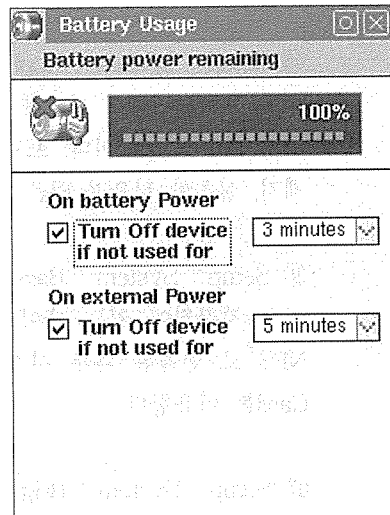 Battery Usage
Battery power remaining
100%
On battery Power
Turn Off device
if not used for
3 minutes
On external Power
Turn Off device
if not used for
5 minutes